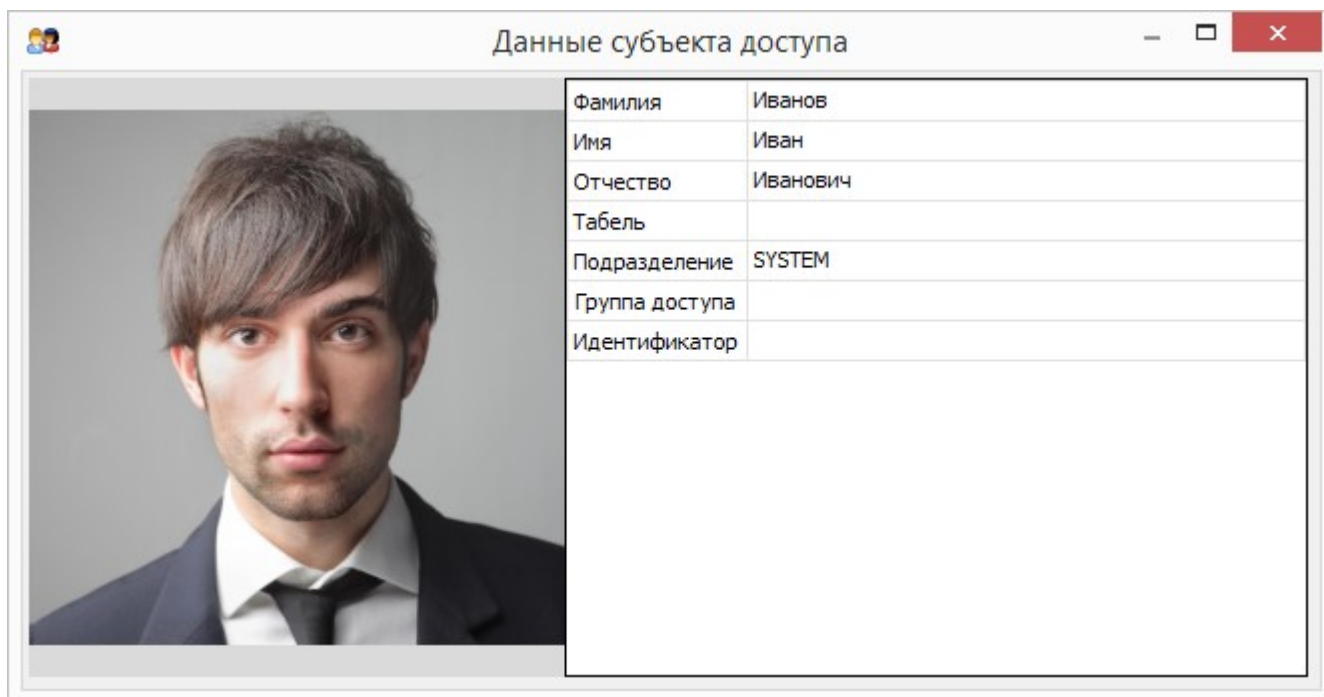 Данные субъекта доступа
Фамилия Иванов
Имя Иван
Отчество Иванович
Табель
Подразделение SYSTEM
Группа доступа
Идентификатор